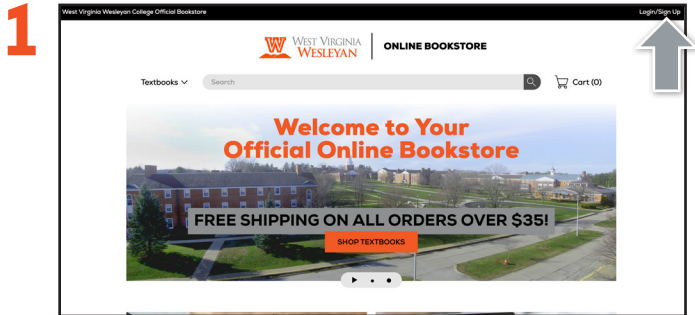 1
West Virginia Wesleyan College Official Bookstore
Login/Sign Up
W
WEST VIRGINIA
WESLEYAN
ONLINE BOOKSTORE
Textbooks
Search
Cart (0)
Welcome to Your
Official Online Bookstore
FREE SHIPPING ON ALL ORDERS OVER $35!
SHOP TEXTBOOKS